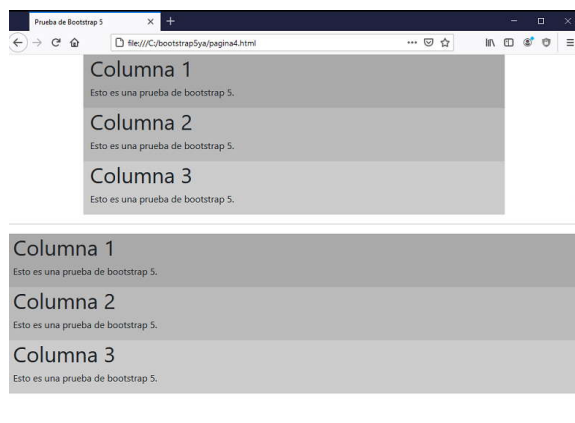 Prueba de Bootstrap 5
file:///C:/bootstrap5ya/pagina4.html
Columna 1
Esto es una prueba de bootstrap 5.
Columna 2
Esto es una prueba de bootstrap 5.
Columna 3
Esto es una prueba de bootstrap 5.
Columna 1
Esto es una prueba de bootstrap 5.
Columna 2
Esto es una prueba de bootstrap 5.
Columna 3
Esto es una prueba de bootstrap 5.